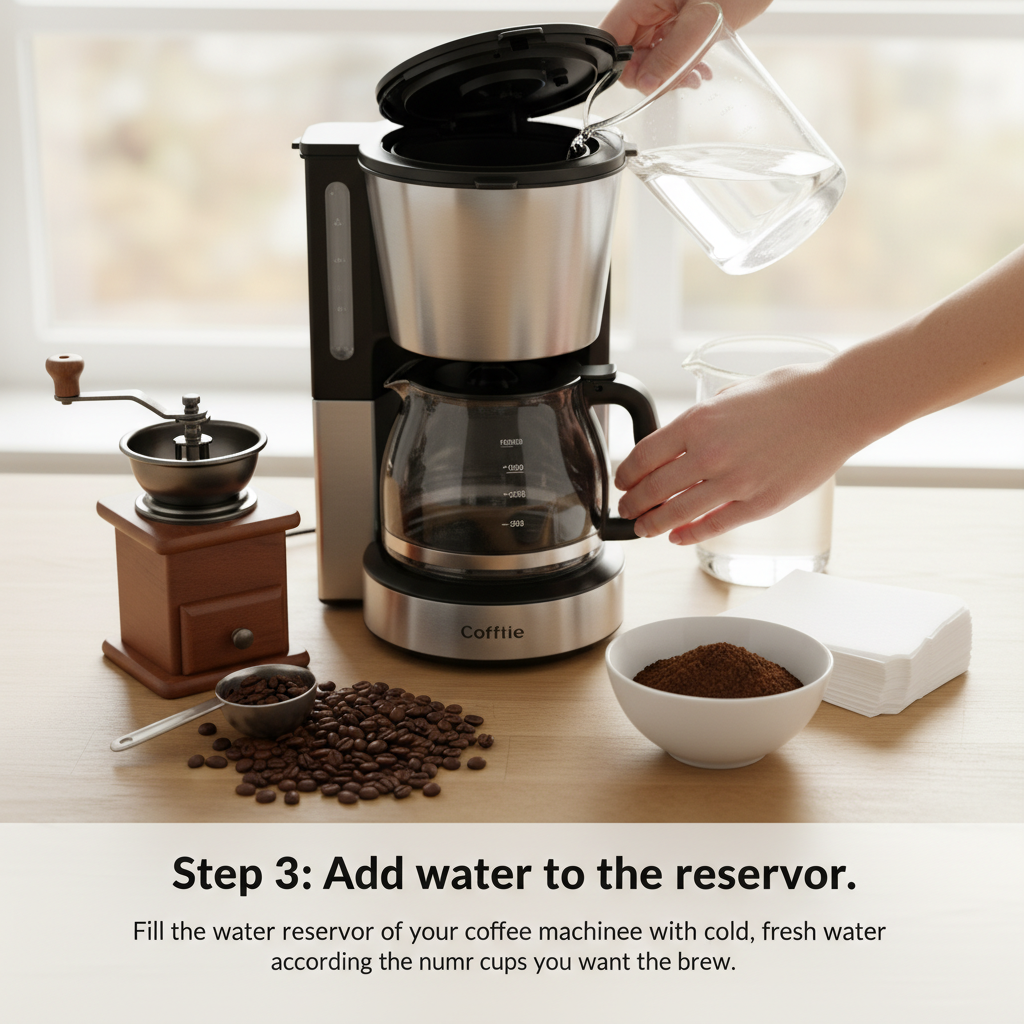 Cofftie
Step 3: Add water to the reservor.
Fill the water reservor of your coffee machinee with cold, fresh water
according the numr cups you want the brew.